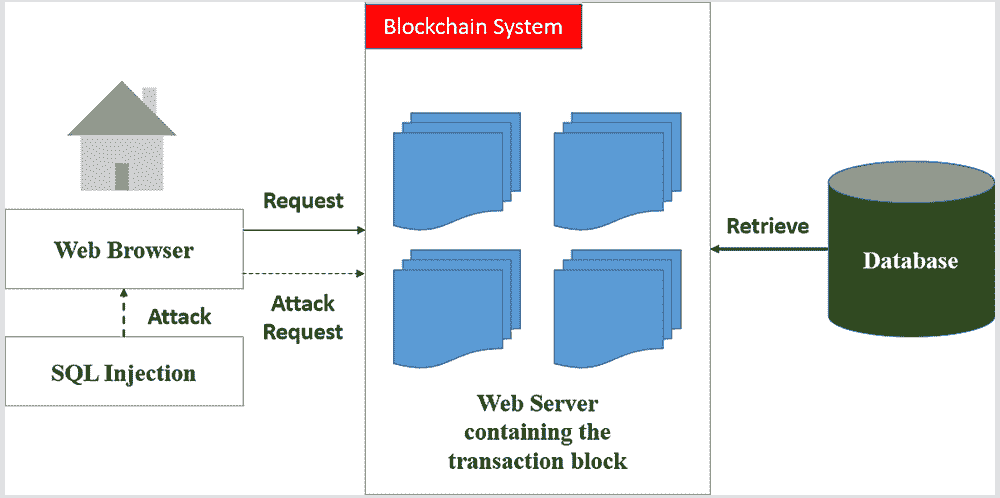 Blockchain System
Request
Web Browser
Attack
Request
Attack
SQL Injection
Retrieve
Database
Web Server
containing the
transaction block